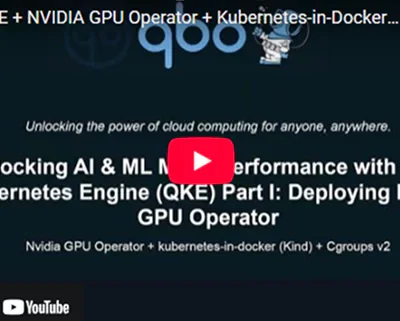 E + NVIDIA GPU Operator + Kubernetes-in-Docker...
qbo
Unlocking the power of cloud computing for anyone, anywhere.
ocking AI & ML M erformance with
ernetes Engine (QKE) Part I: Deploying
GPU Operator
Nvidia GPU Operator + kubernetes-in-docker (Kind) + Cgroups v2
YouTube